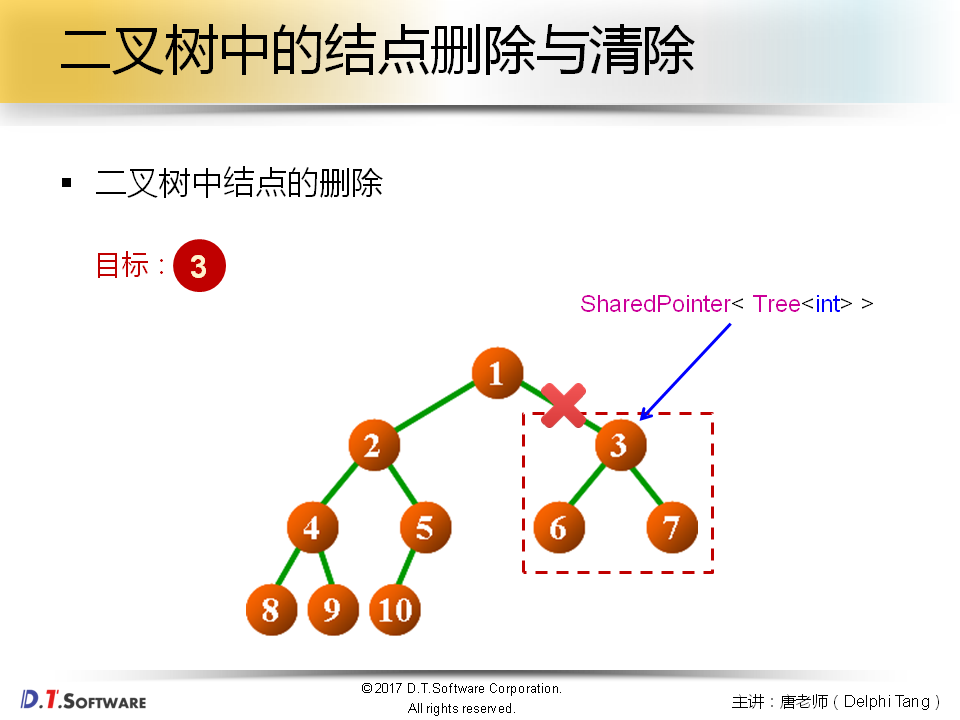 二叉树中的结点删除与清除
▪ 二叉树中结点的删除
目标： 3
SharedPointer< Tree<int> >
1
2 3
4 5 6 7
8 9 10
D.T.SOFTWARE
©2017 D.T.Software Corporation.
All rights reserved.
主讲：唐老师（Delphi Tang）